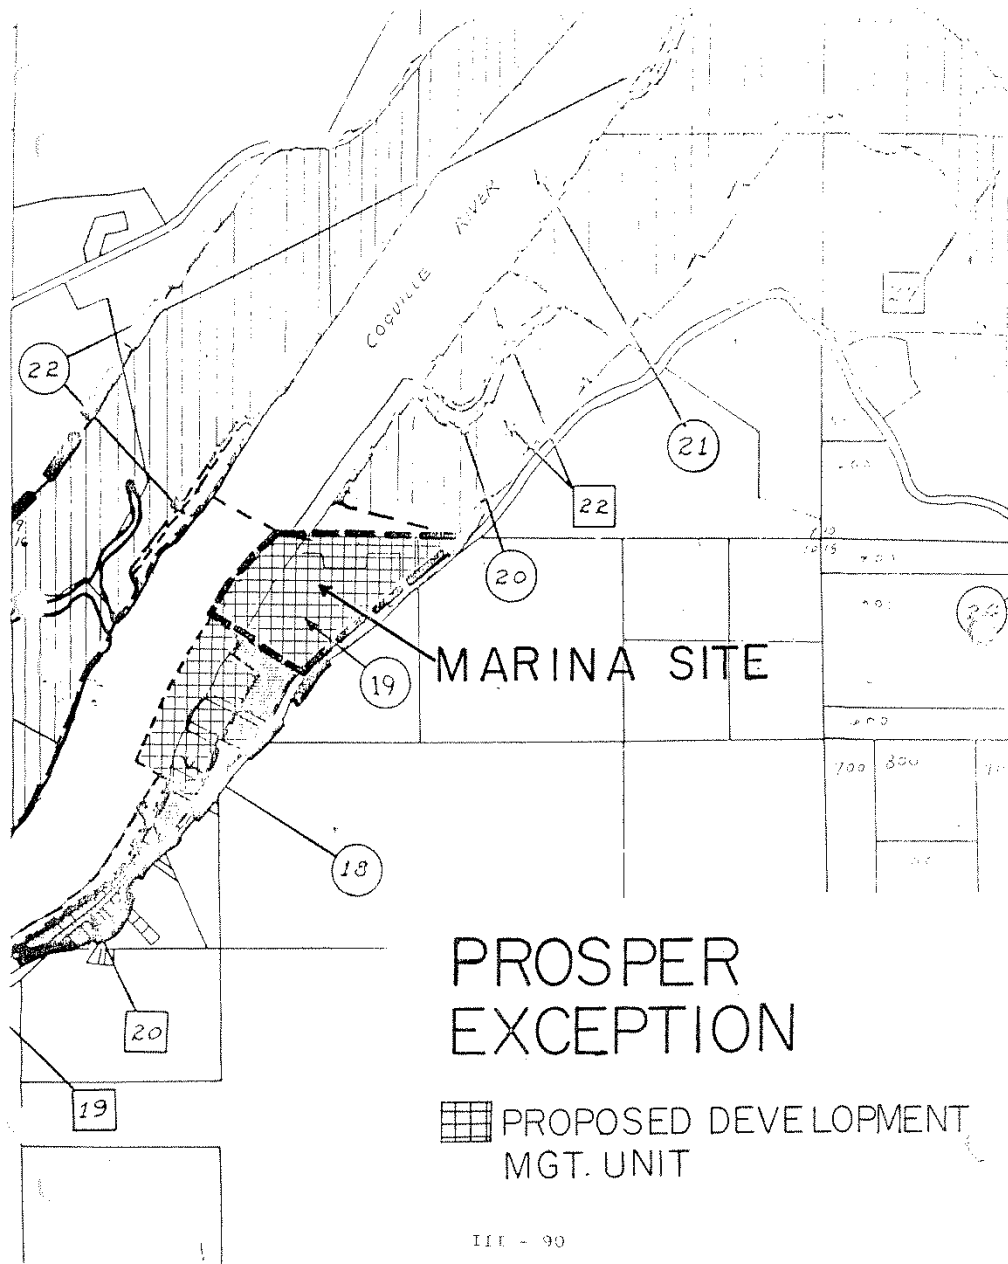 RIVER
COQUILLE
22
21
22
20
MARINA SITE
19
18
700
800
20
19
PROSPER
EXCEPTION
PROPOSED DEVELOPMENT
MGT. UNIT
III - 90